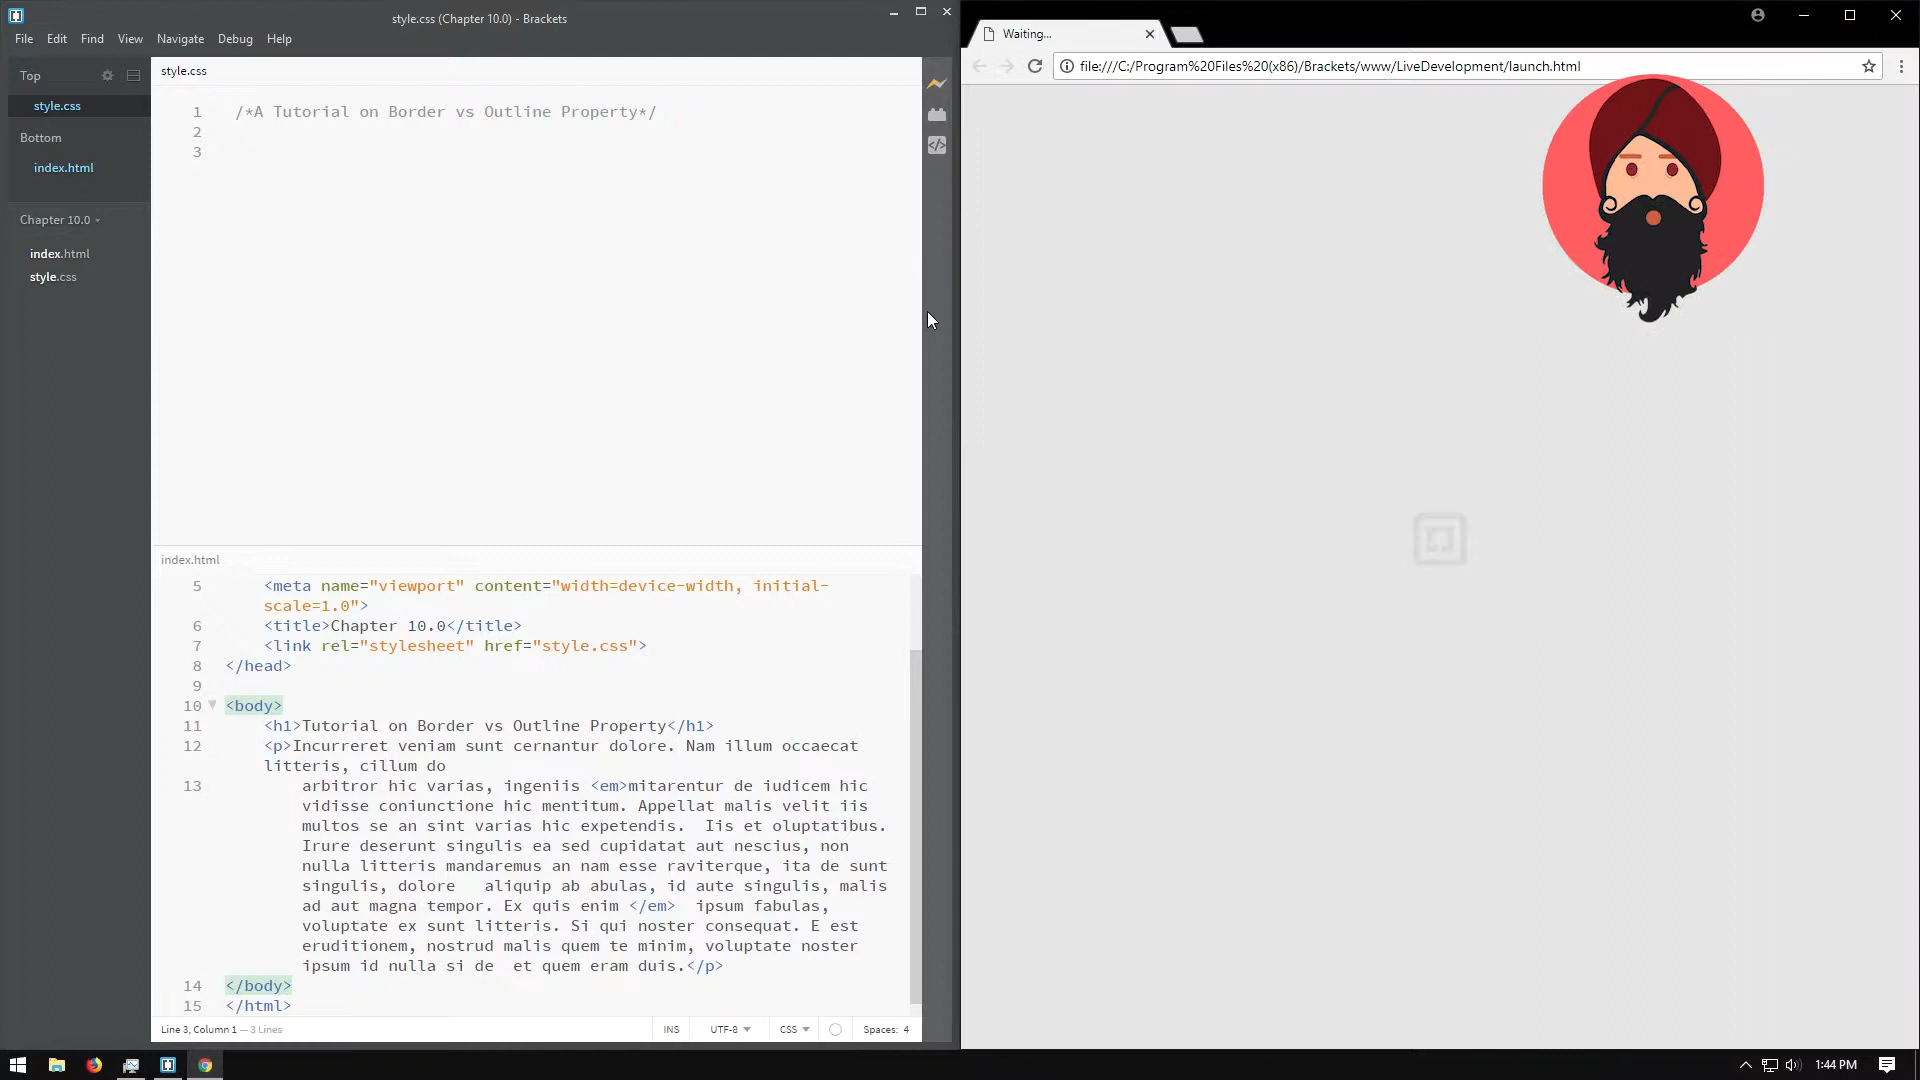 style.css (Chapter 10.0) - Brackets
File Edit Find View Navigate Debug Help
Top
style.css
Bottom
index.html
Chapter 10.0
index.html
style.css
style.css
1 /*A Tutorial on Border vs Outline Property*/
2
3
index.html
5 <meta name="viewport" content="width=device-width, initial-
scale=1.0">
6 <title>Chapter 10.0</title>
7 <link rel="stylesheet" href="style.css">
8 </head>
9
10 <body>
11 <h1>Tutorial on Border vs Outline Property</h1>
12 <p>Incurreret veniam sunt cernantur dolore. Nam illum occaecat
litteris, cillum do
13 arbitror hic varias, ingeniis <em>mitarentur de iudicem hic
vidisse coniunctione hic mentitum. Appellat malis velit iis
multos se an sint varias hic expetendis.  Iis et oluptatibus.
Irure deserunt singulis ea sed cupidatat aut nescius, non
nulla litteris mandaremus an nam esse raviterque, ita de sunt
singulis, dolore   aliquip ab abulas, id aute singulis, malis
ad aut magna tempor. Ex quis enim </em>  ipsum fabulas,
voluptate ex sunt litteris. Si qui noster consequat. E est
eruditionem, nostrud malis quem te minim, voluptate noster
ipsum id nulla si de  et quem eram duis.</p>
14 </body>
15 </html>
Line 3, Column 1 — 3 Lines
INS UTF-8 CSS Spaces: 4
Waiting...
file:///C:/Program%20Files%20(x86)/Brackets/www/LiveDevelopment/launch.html
1:44 PM